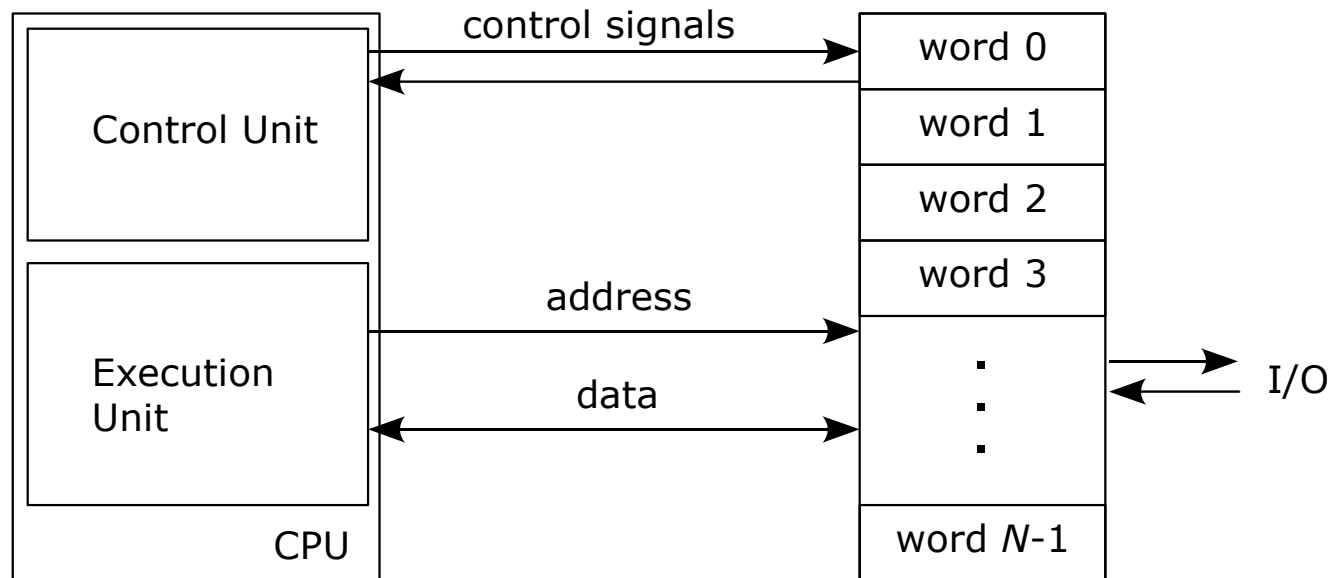 control signals
Control Unit
address
Execution
Unit
data
CPU
word 0
word 1
word 2
word 3
word N-1
I/O